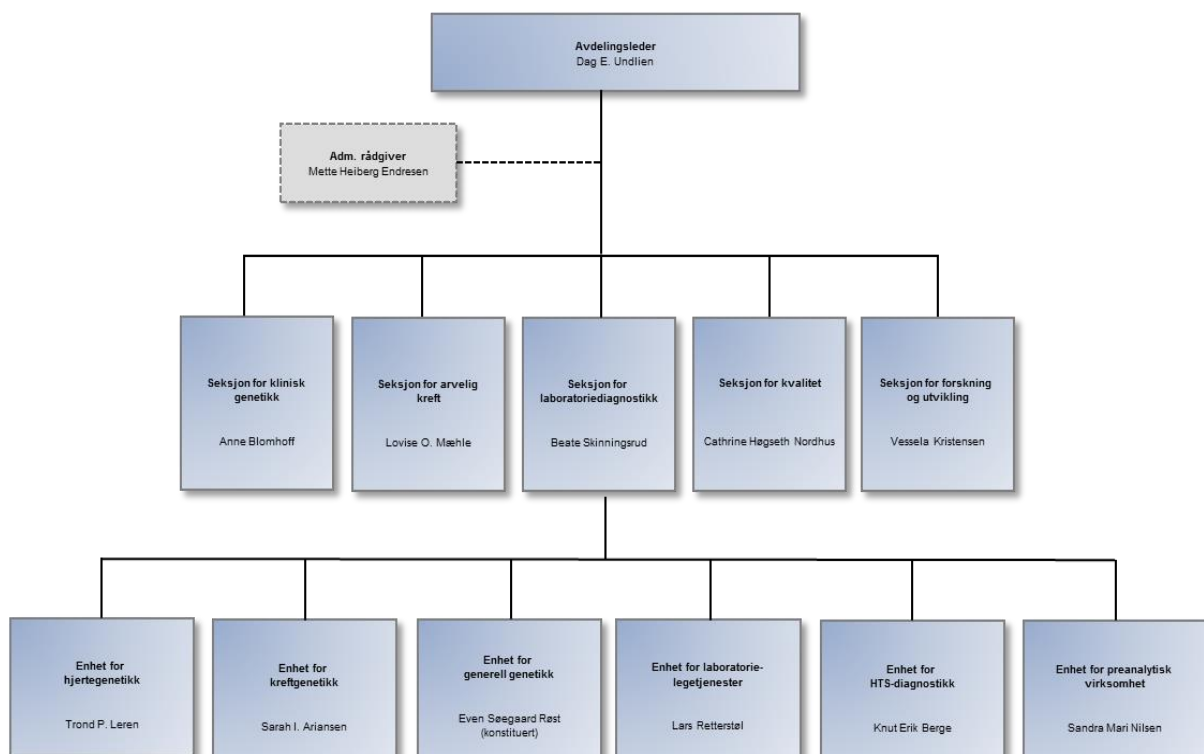 Avdelingsleder
Dag E. Undlien
Adm. rådgiver
Mette Heiberg Endresen
Seksjon for klinisk
genetikk
Anne Blomhoff
Seksjon for arvelig
kreft
Lovise O. Mæhle
Seksjon for
laboratoriediagnostikk
Beate Skinningsrud
Seksjon for kvalitet
Cathrine Høgseth Nordhus
Seksjon for forskning
og utvikling
Vessela Kristensen
Enhet for
hjertegenetikk
Trond P. Leren
Enhet for
kreftgenetikk
Sarah I. Ariansen
Enhet for
generell genetikk
Even Søegaard Røst
(konstituert)
Enhet for laboratorie-
legetjenester
Lars Retterstøl
Enhet for
HTS-diagnostikk
Knut Erik Berge
Enhet for preanalytisk
virksomhet
Sandra Mari Nilsen